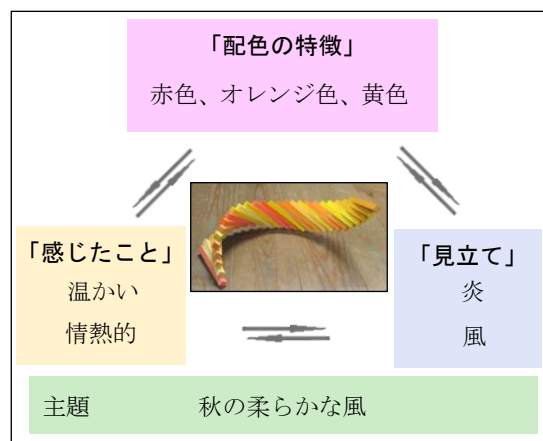 「配色の特徴」
赤色、オレンジ色、黄色
「感じたこと」
温かい
情熱的
「見立て」
炎
風
主題　　秋の柔らかな風